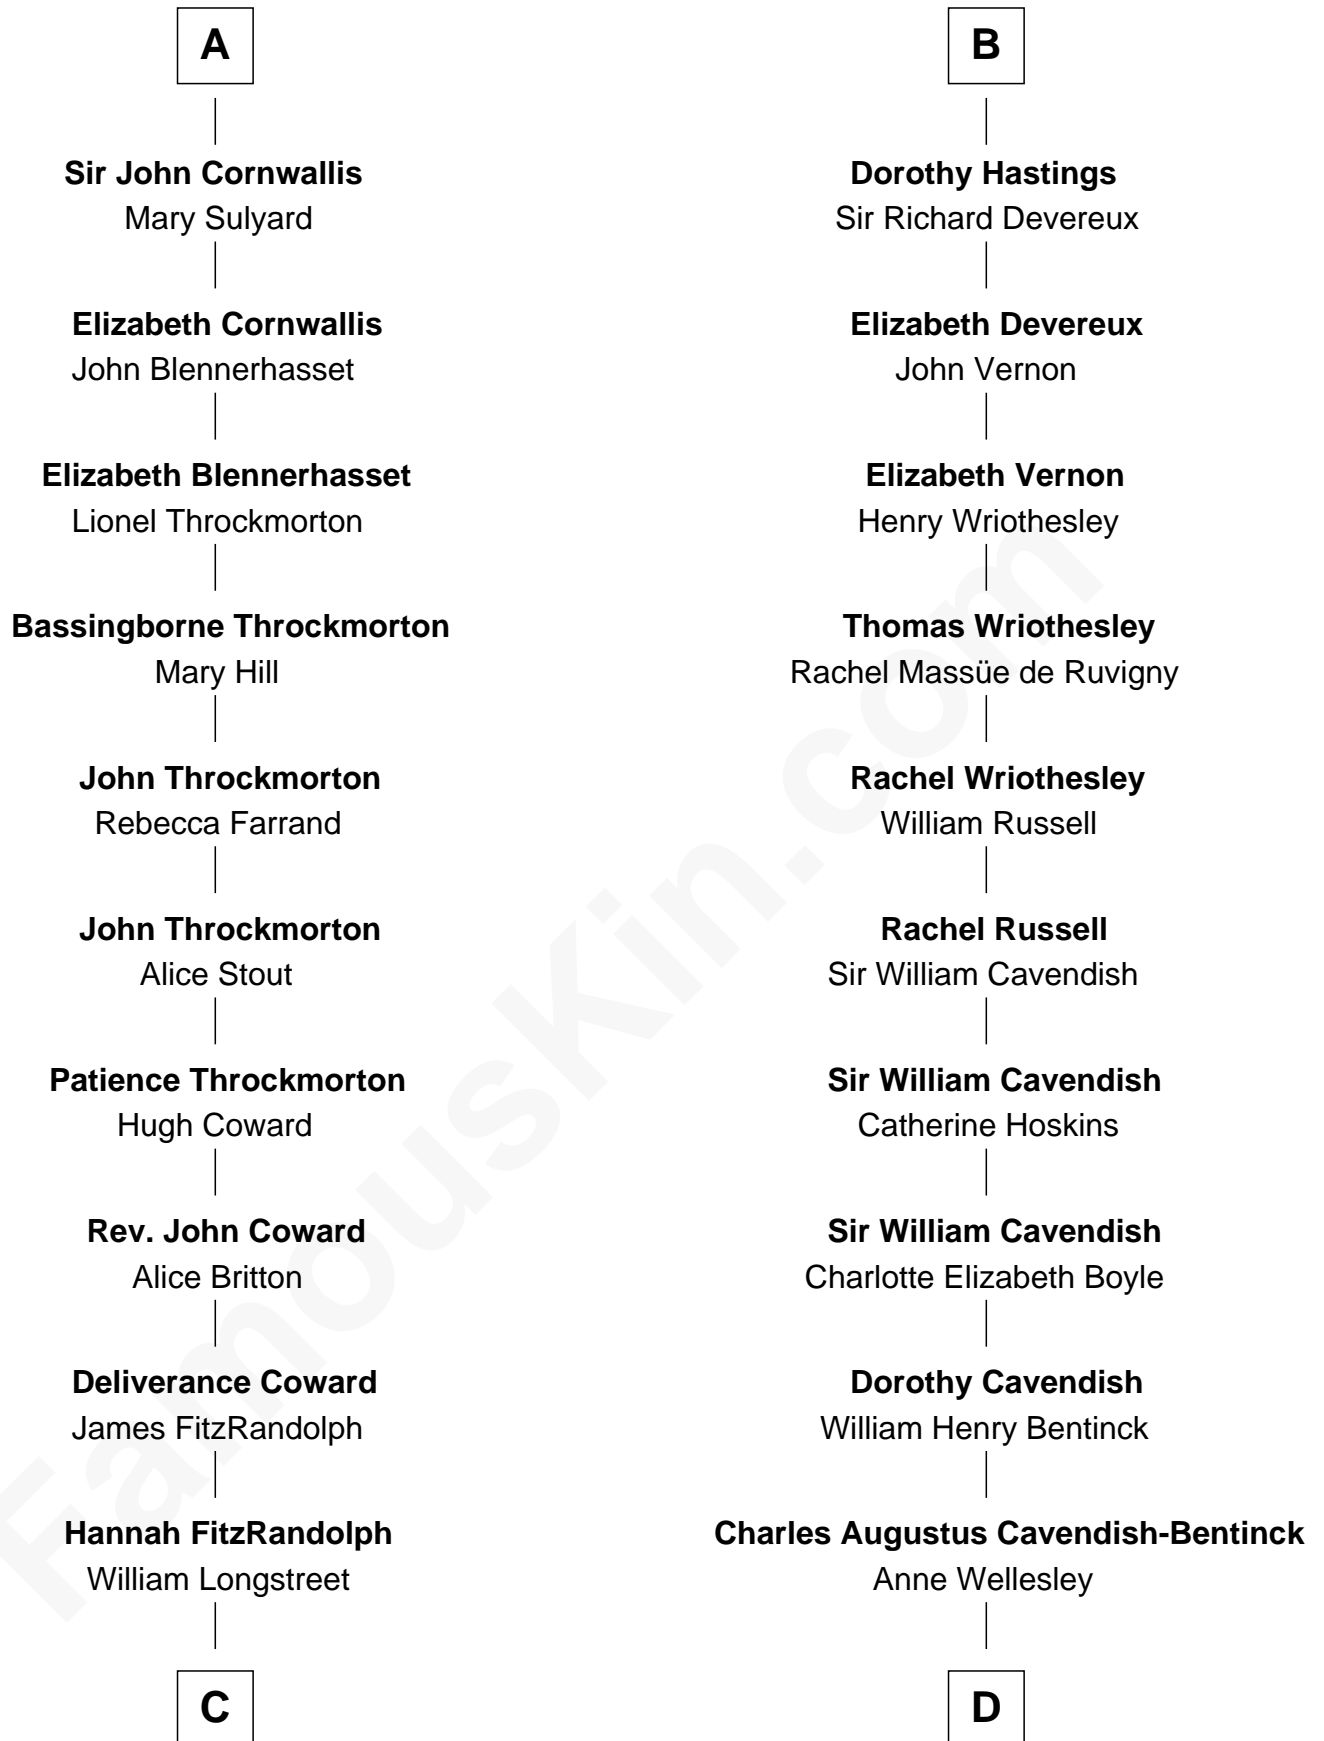 A
Sir John Cornwallis
Mary Sulyard
Elizabeth Cornwallis
John Blennerhasset
Elizabeth Blennerhasset
Lionel Throckmorton
Bassingborne Throckmorton
Mary Hill
John Throckmorton
Rebecca Farrand
John Throckmorton
Alice Stout
Patience Throckmorton
Hugh Coward
Rev. John Coward
Alice Britton
Deliverance Coward
James FitzRandolph
Hannah FitzRandolph
William Longstreet
C
B
Dorothy Hastings
Sir Richard Devereux
Elizabeth Devereux
John Vernon
Elizabeth Vernon
Henry Wriothesley
Thomas Wriothesley
Rachel Massüe de Ruvigny
Rachel Wriothesley
William Russell
Rachel Russell
Sir William Cavendish
Sir William Cavendish
Catherine Hoskins
Sir William Cavendish
Charlotte Elizabeth Boyle
Dorothy Cavendish
William Henry Bentinck
Charles Augustus Cavendish-Bentinck
Anne Wellesley
D
FamousKin.com